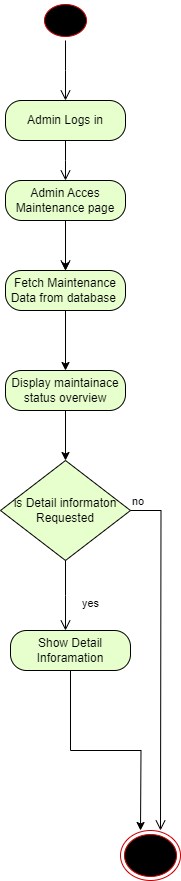 Admin Logs in
Admin Acces
Maintenance page
Fetch Maintenance
Data from database
Display maintainace
status overview
is Detail informaton
Requested
no
yes
Show Detail
Inforamation